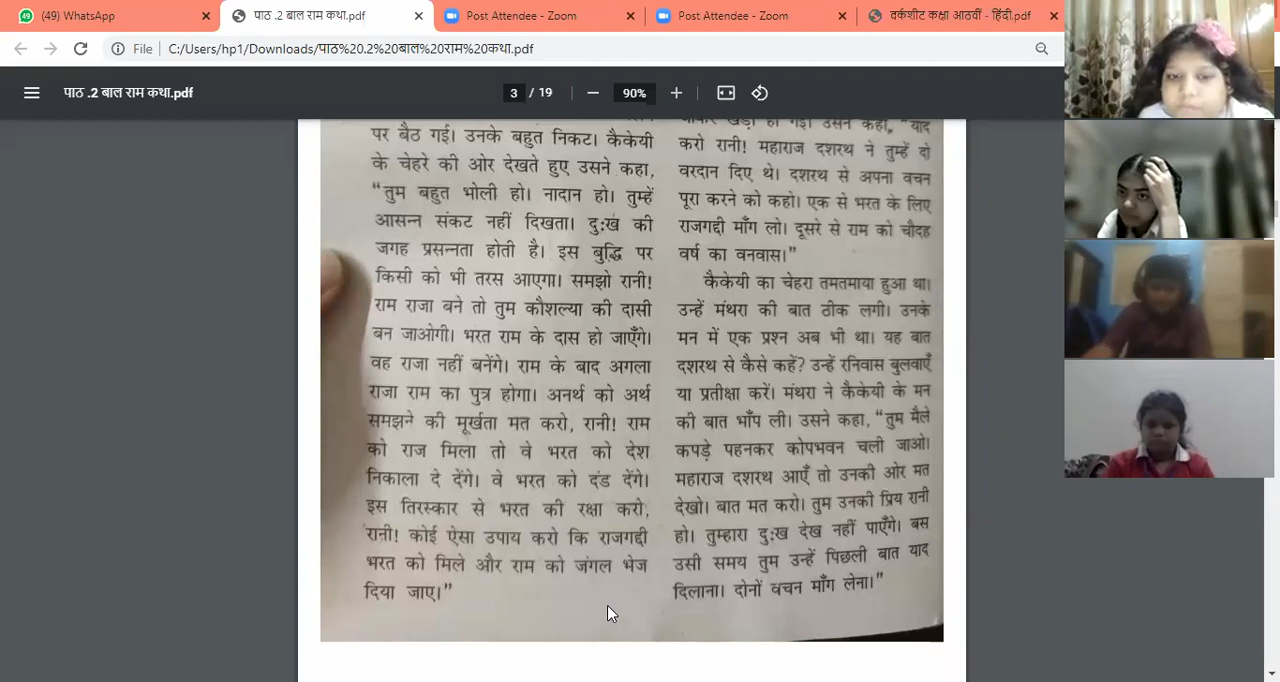 (49) WhatsApp
पाठ .2 बाल राम कथा.pdf
Post Attendee - Zoom
Post Attendee - Zoom
वर्कशीट कक्षा आठवीं - हिंदी.pdf
File
C:/Users/hp1/Downloads/पाठ%20.2%20बाल%20राम%20कथा.pdf
पाठ .2 बाल राम कथा.pdf
3 / 19
90%
पर बैठ गई। उनके बहुत निकट। कैकेयी
के चेहरे की ओर देखते हुए उसने कहा,
“तुम बहुत भोली हो। नादान हो। तुम्हें
आसन्न संकट नहीं दिखता। दुःख की
जगह प्रसन्नता होती है। इस बुद्धि पर
किसी को भी तरस आएगा। समझो रानी!
राम राजा बने तो तुम कौशल्या की दासी
बन जाओगी। भरत राम के दास हो जाएँगे।
वह राजा नहीं बनेंगे। राम के बाद अगला
राजा राम का पुत्र होगा। अनर्थ को अर्थ
समझने की मूर्खता मत करो, रानी! राम
को राज मिला तो वे भरत को देश
निकाला दे देंगे। वे भरत को दंड देंगे।
इस तिरस्कार से भरत की रक्षा करो,
रानी! कोई ऐसा उपाय करो कि राजगद्दी
भरत को मिले और राम को जंगल भेज
दिया जाए।”
खड़ी हो गई। उसने कहा, “याद
करो रानी! महाराज दशरथ ने तुम्हें दो
वरदान दिए थे। दशरथ से अपना वचन
पूरा करने को कहो। एक से भरत के लिए
राजगद्दी माँग लो। दूसरे से राम को चौदह
वर्ष का वनवास।”
कैकेयी का चेहरा तमतमाया हुआ था।
उन्हें मंथरा की बात ठीक लगी। उनके
मन में एक प्रश्न अब भी था। यह बात
दशरथ से कैसे कहें? उन्हें रनिवास बुलवाएँ
या प्रतीक्षा करें। मंथरा ने कैकेयी के मन
की बात भाँप ली। उसने कहा, “तुम मैले
कपड़े पहनकर कोपभवन चली जाओ।
महाराज दशरथ आएँ तो उनकी ओर मत
देखो। बात मत करो। तुम उनकी प्रिय रानी
हो। तुम्हारा दुःख देख नहीं पाएँगे। बस
उसी समय तुम उन्हें पिछली बात याद
दिलाना। दोनों वचन माँग लेना।”